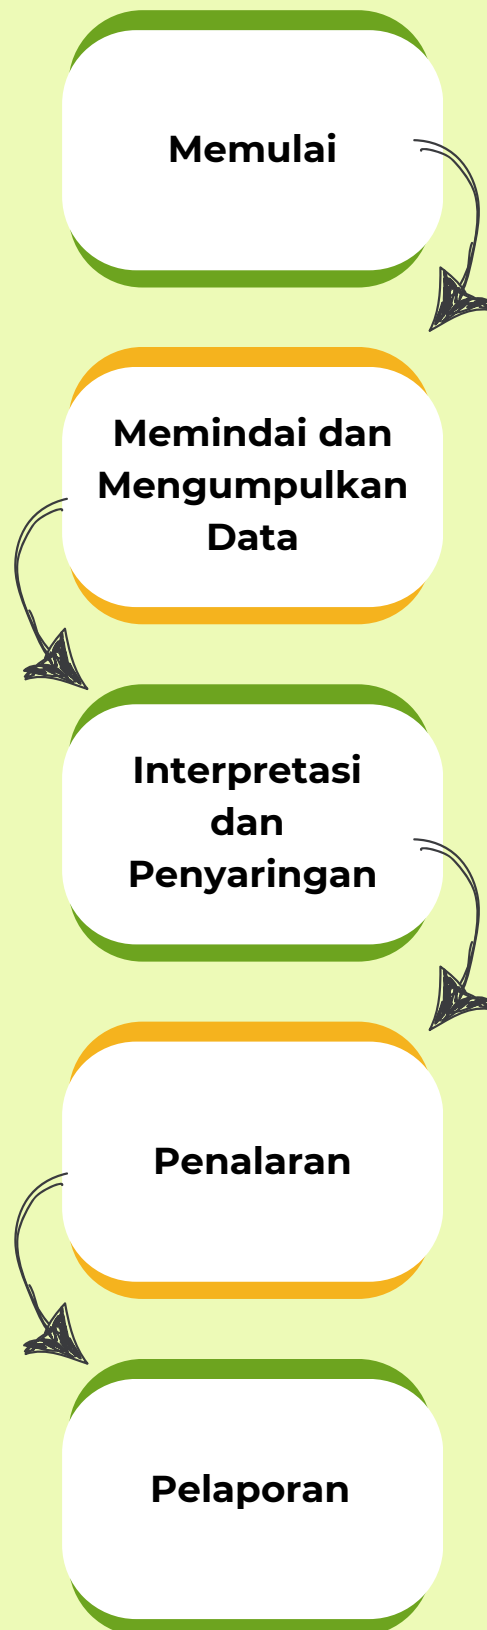 Memulai
Memindai dan
Mengumpulkan
Data
Interpretasi
dan
Penyaringan
Penalaran
Pelaporan